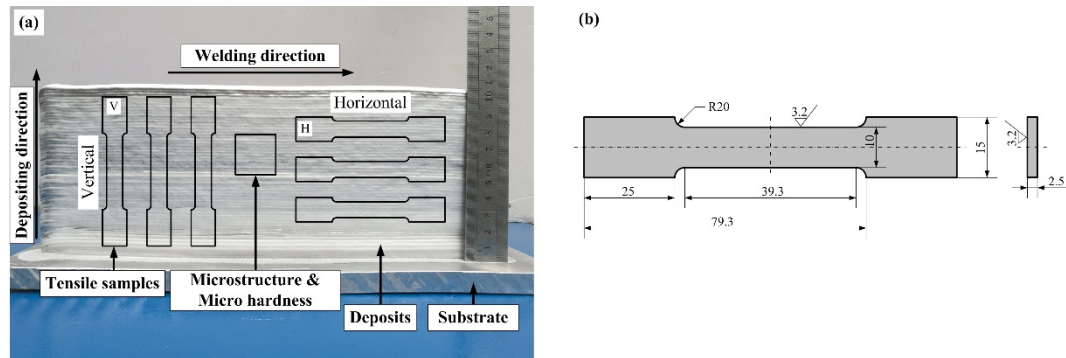 (a)
Welding direction
Depositing direction
V
Vertical
Horizontal
H
Tensile samples
Microstructure &
Micro hardness
Deposits
Substrate
(b)
R20
3.2
10
15
3.2
25
39.3
2.5
79.3